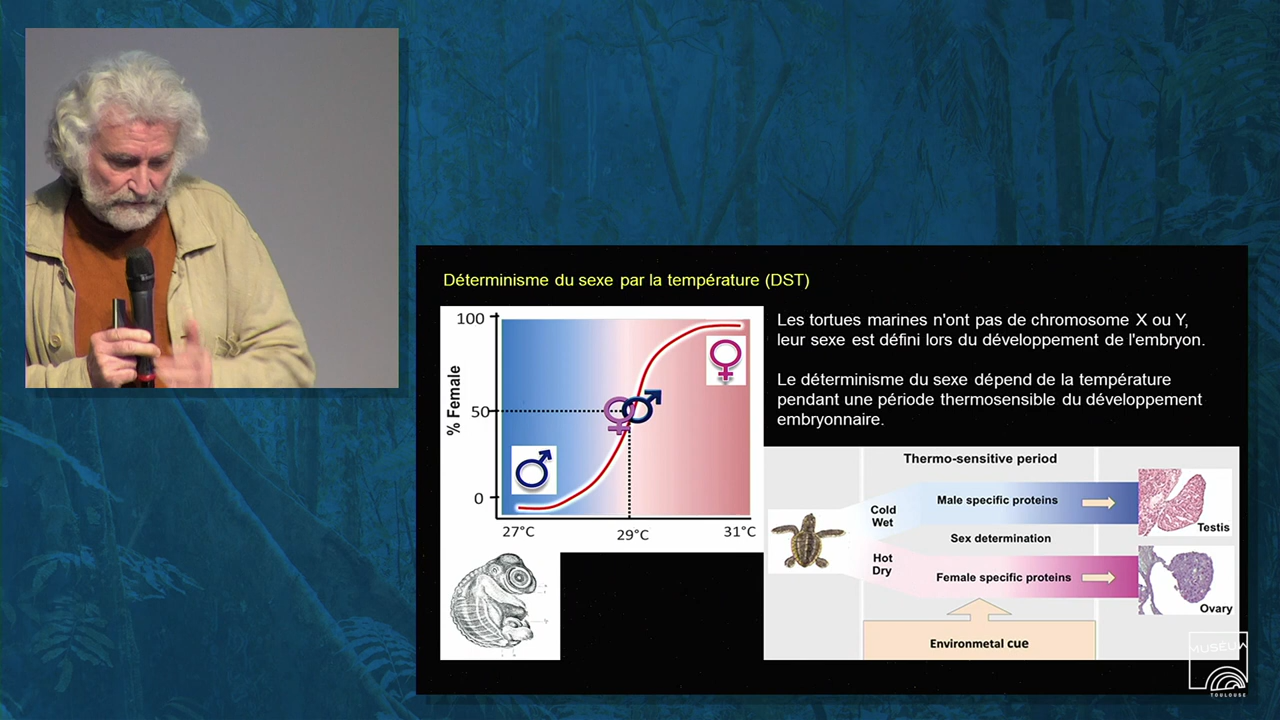 Déterminisme du sexe par la température (DST)
100
50
0
% Female
27°C
29°C
31°C
Les tortues marines n'ont pas de chromosome X ou Y,
leur sexe est défini lors du développement de l'embryon.
Le déterminisme du sexe dépend de la température
pendant une période thermosensible du développement
embryonnaire.
Thermo-sensitive period
Cold
Wet
Male specific proteins
Testis
Sex determination
Hot
Dry
Female specific proteins
Ovary
Environmetal cue
MUSEUM
TOULOUSE